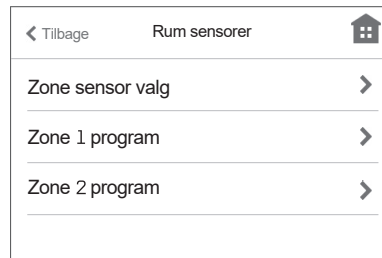 Tilbage Rum sensorer
Zone sensor valg
Zone 1 program
Zone 2 program